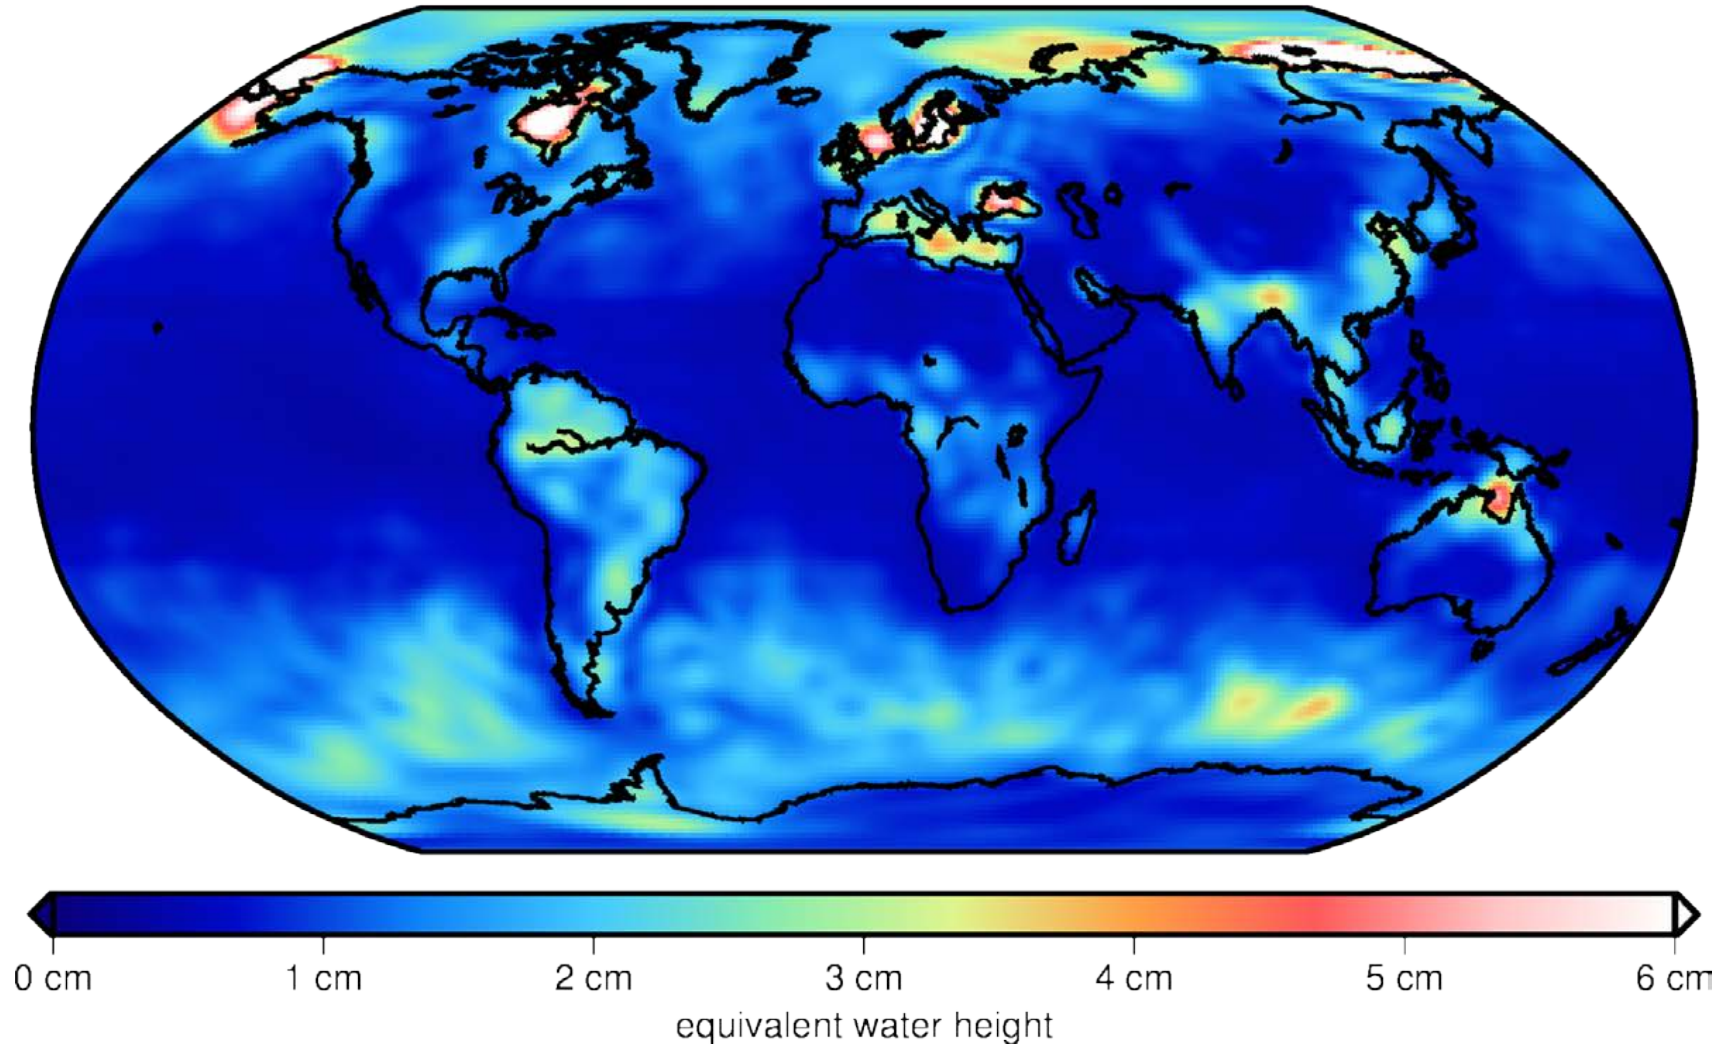 0 cm 1 cm 2 cm 3 cm 4 cm 5 cm 6 cm
equivalent water height